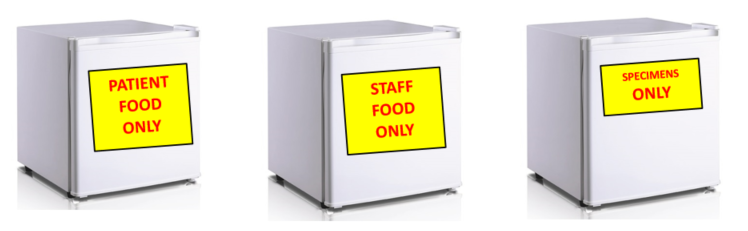 PATIENT
FOOD
ONLY
STAFF
FOOD
ONLY
SPECIMENS
ONLY